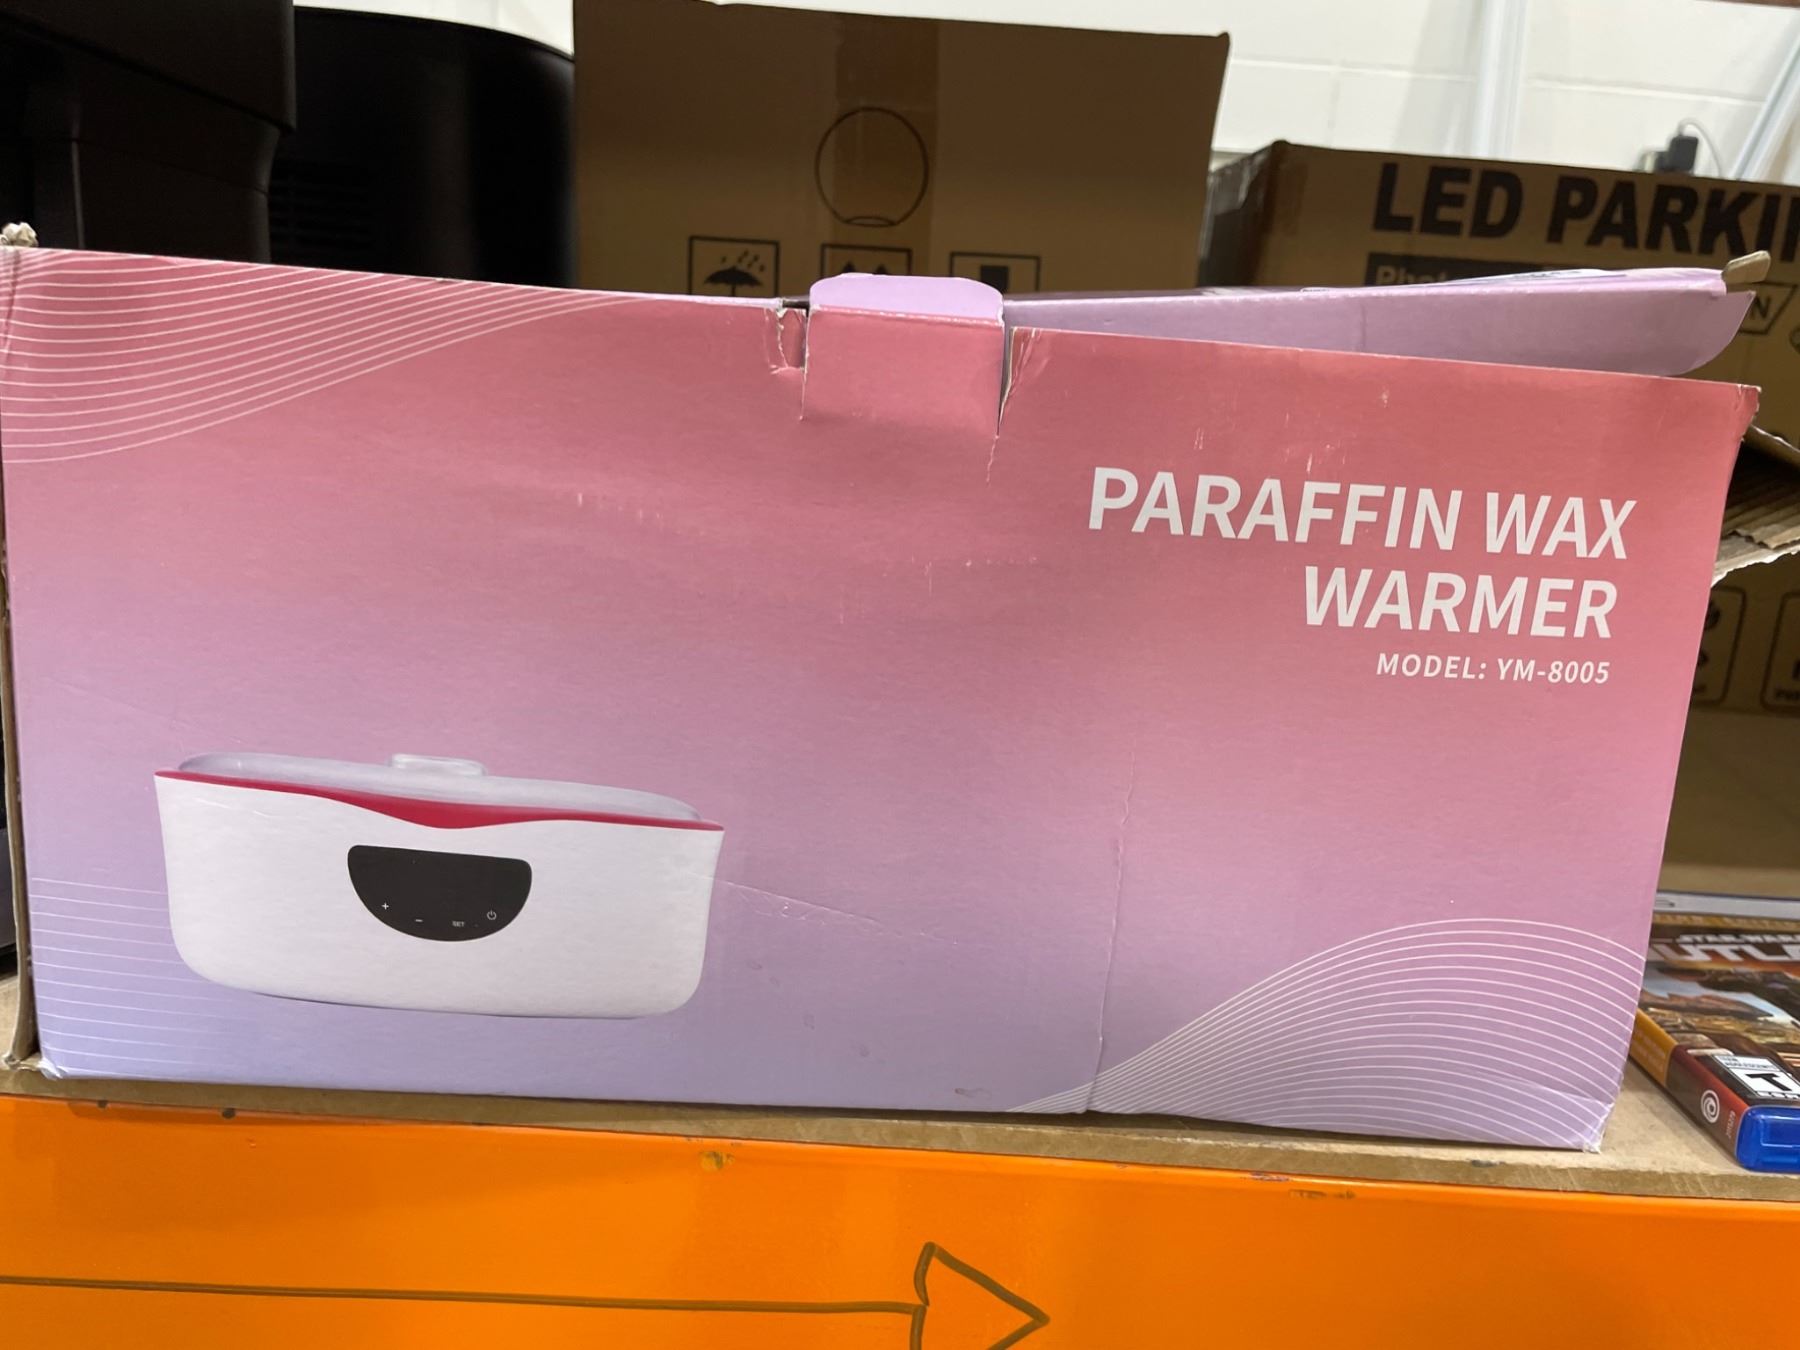 LED PARKI
PARAFFIN WAX
WARMER
MODEL: YM-8005
+
−
SET
T